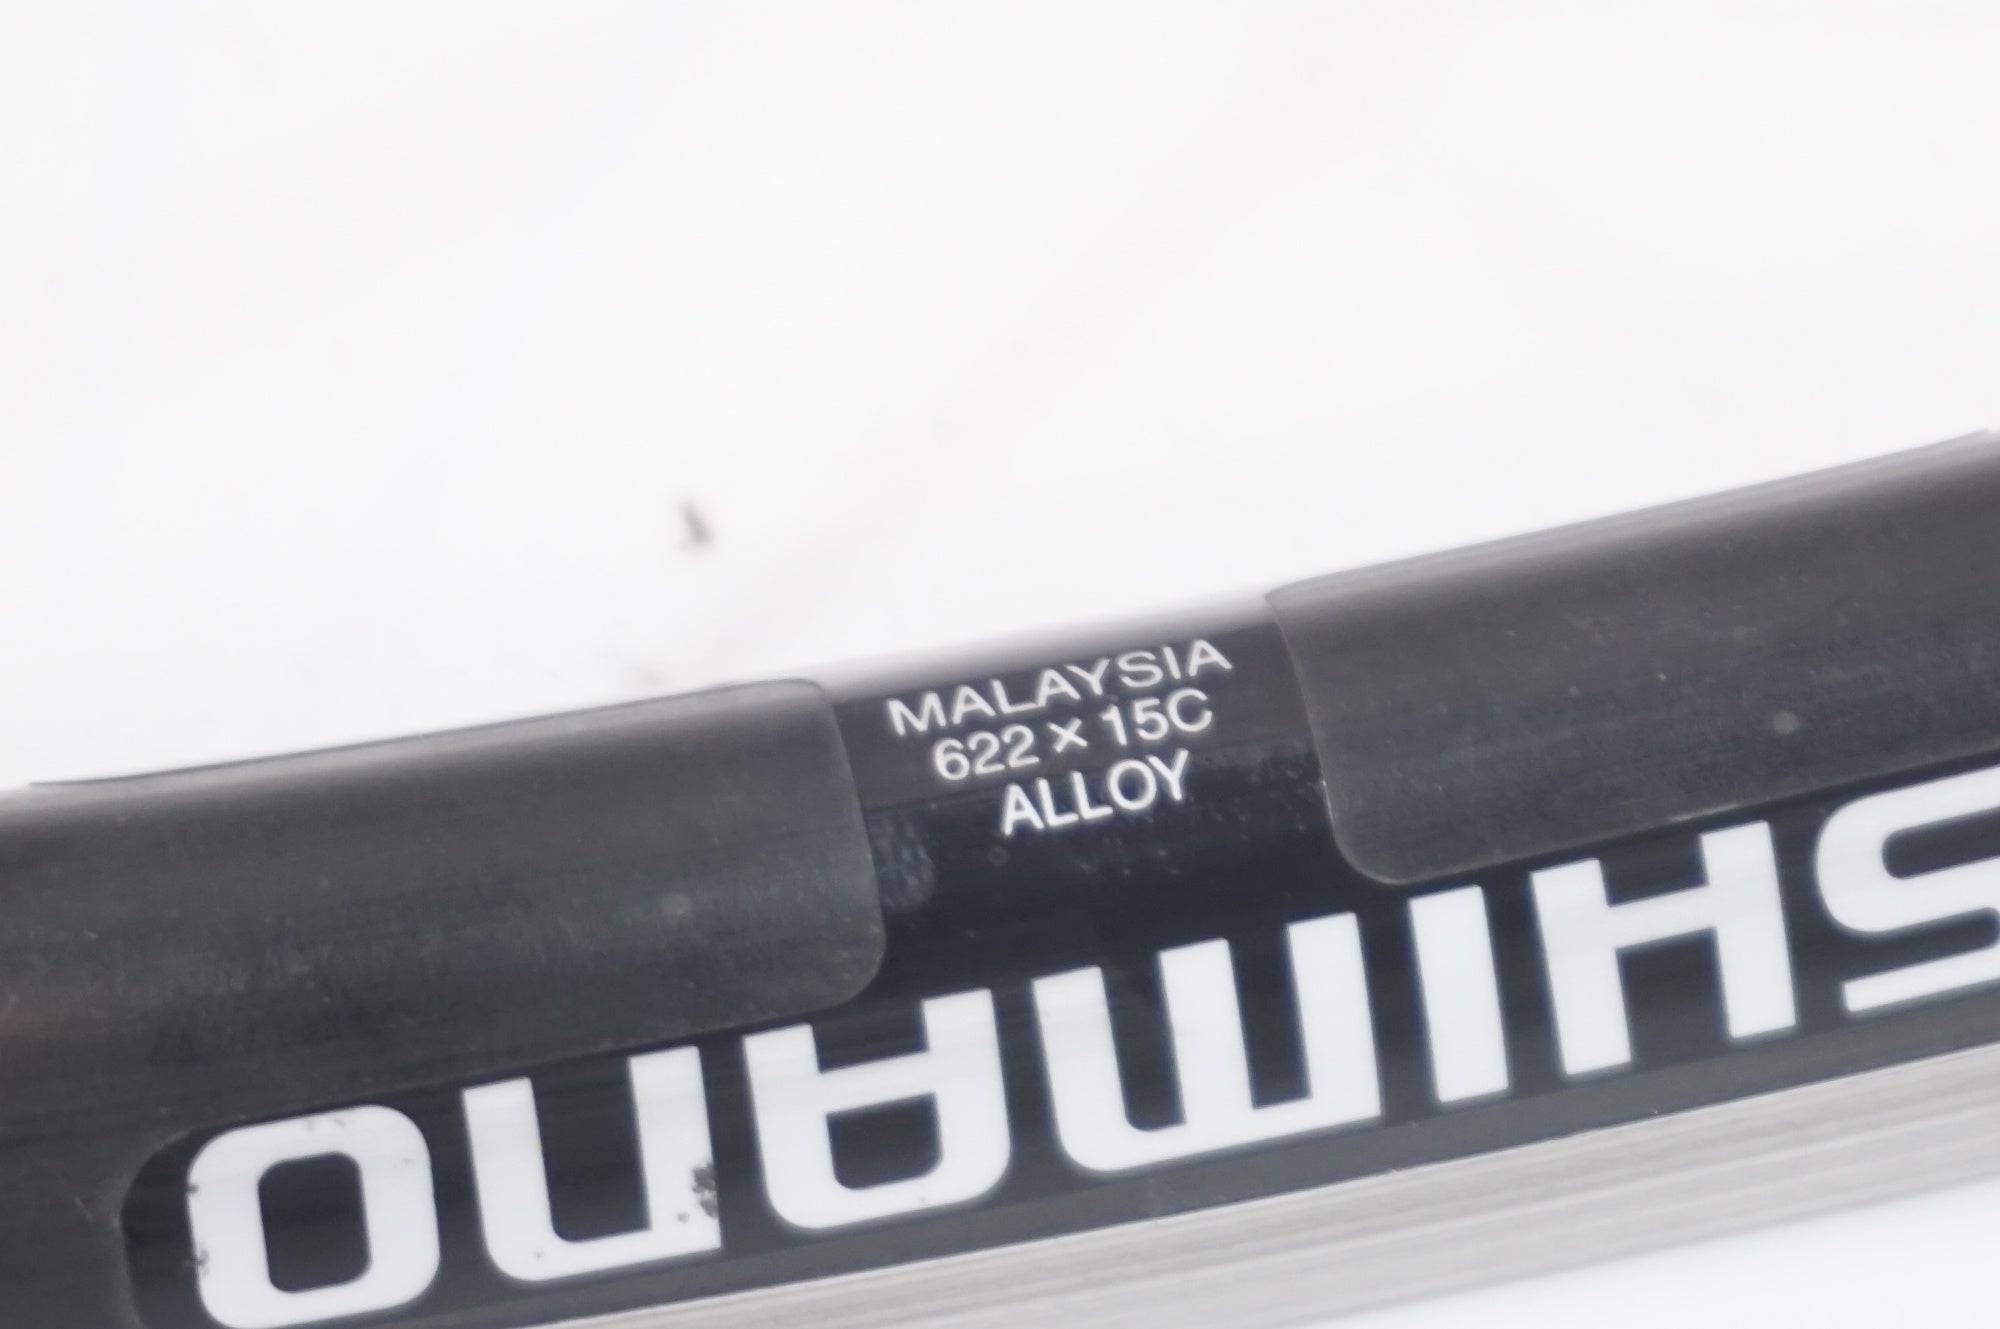 MALAYSIA
622 × 15C
ALLOY
SHIMANO